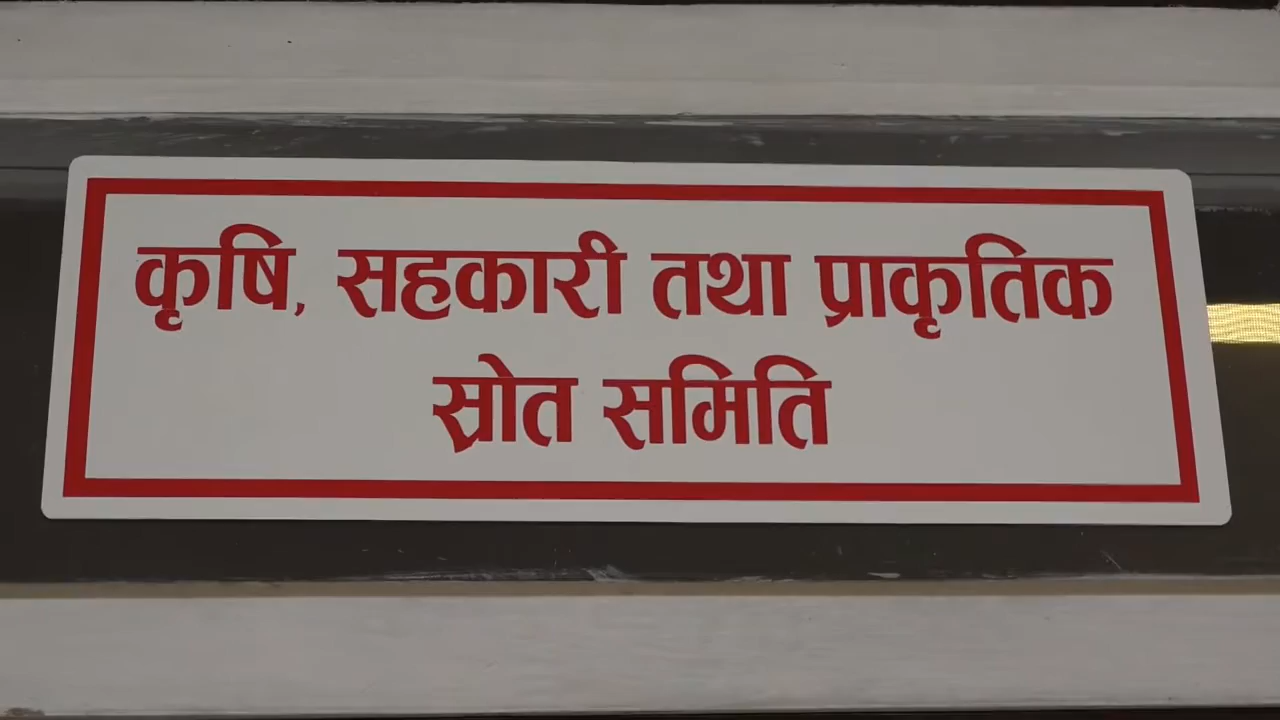 कृषि, सहकारी तथा प्राकृतिक
स्रोत समिति